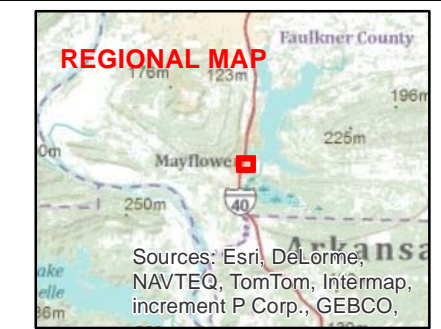 Faulkner County
REGIONAL MAP
176m 123m
196m
225m
0m
Mayflowe
250m
40
Arkansa
Sources: Esri, DeLorme,
NAVTEQ, TomTom, Intermap,
increment P Corp., GEBCO,
ake
elle